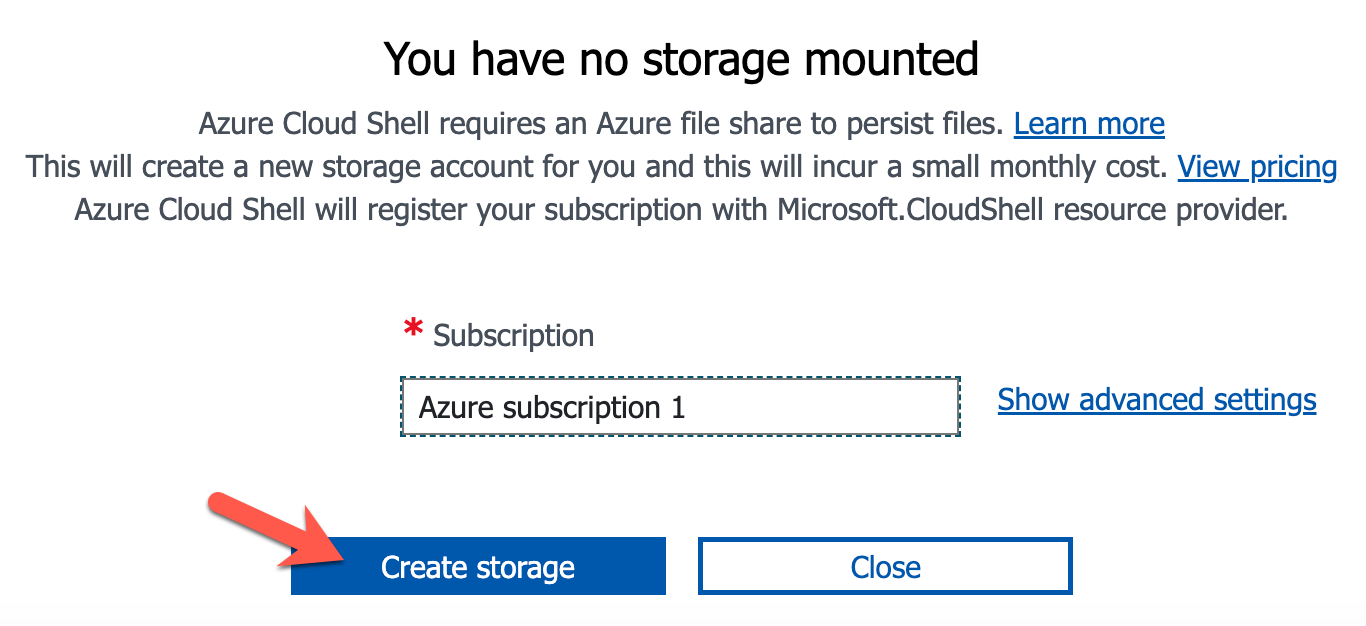 You have no storage mounted
Azure Cloud Shell requires an Azure file share to persist files. Learn more
This will create a new storage account for you and this will incur a small monthly cost. View pricing
Azure Cloud Shell will register your subscription with Microsoft.CloudShell resource provider.
* Subscription
Azure subscription 1
Show advanced settings
Create storage
Close